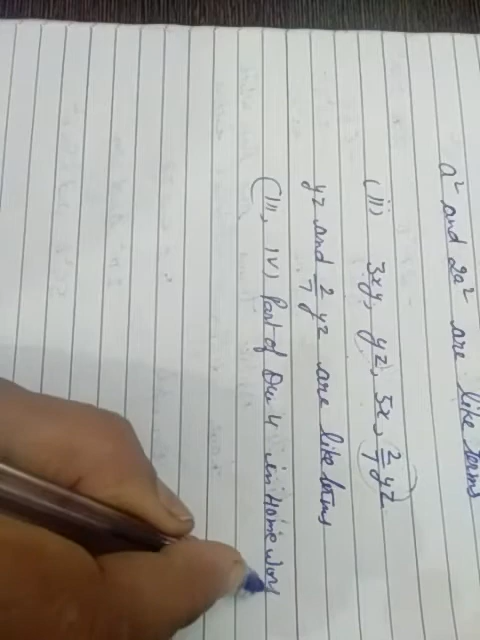 a² and 2a² are like terms
(ii) 3xy, yz, 5x, 2/7 yz
yz and 2/7 yz are like terms
(iii, iv) Part of Que 4 in Home Work